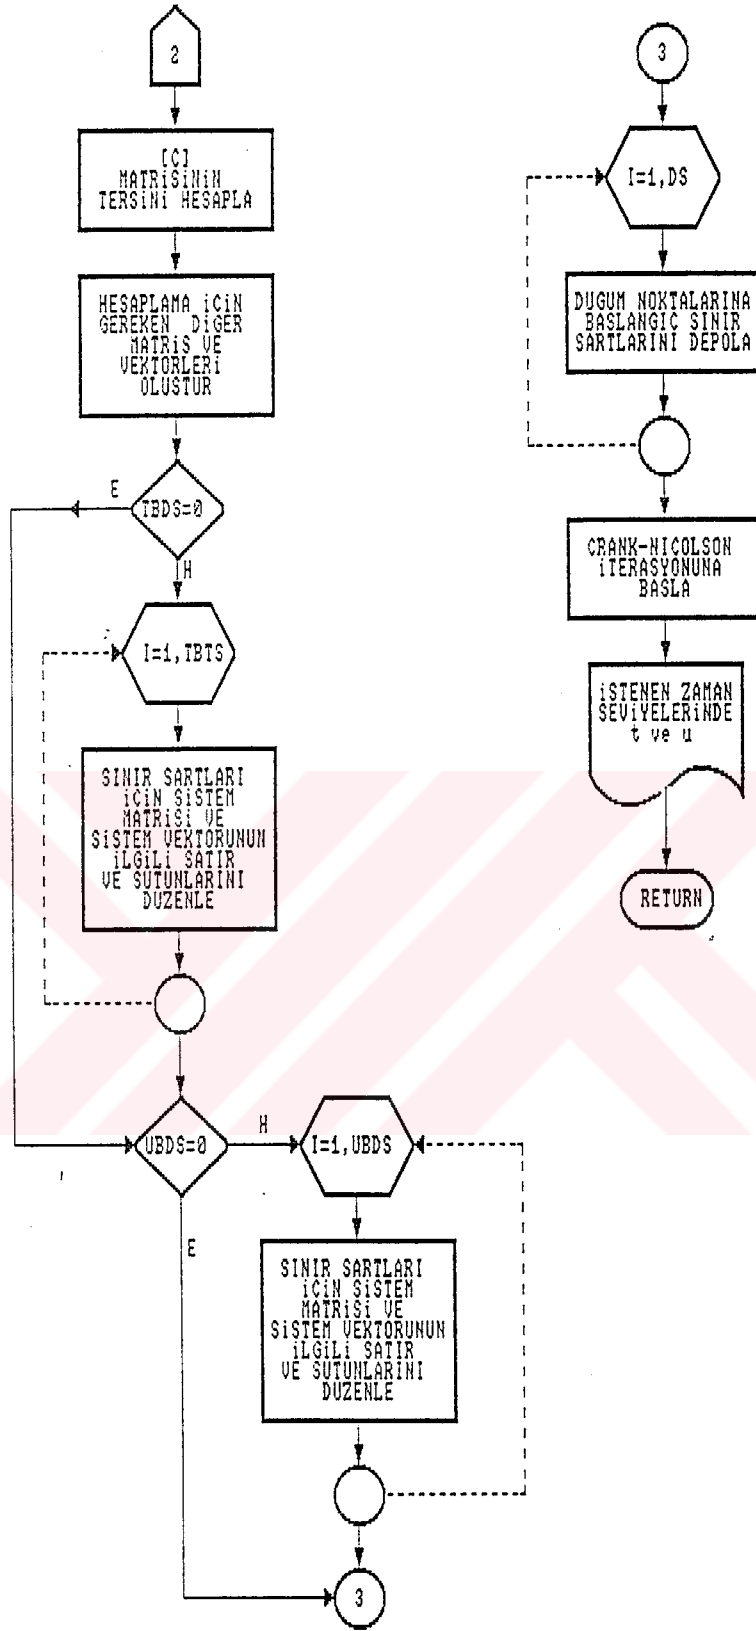 2
[C]
MATRiSiNiN
TERSiNi HESAPLA
HESAPLAMA iCiN
GEREKEN DiGER
MATRiS VE
VEKTORLERi
OLUSTUR
E
TBDS=0
H
I=1,TBTS
SINIR SARTLARI
iCiN SiSTEM
MATRiSi VE
SiSTEM VEKTORUNUN
iLGiLi SATIR
VE SUTUNLARINI
DUZENLE
UBDS=0
H
I=1,UBDS
E
SINIR SARTLARI
iCiN SiSTEM
MATRiSi VE
SiSTEM VEKTORUNUN
iLGiLi SATIR
VE SUTUNLARINI
DUZENLE
3
3
I=1,DS
DUGUM NOKTALARINA
BASLANGIC SINIR
SARTLARINI DEPOLA
CRANK-NICOLSON
iTERASYONUNA
BASLA
iSTENEN ZAMAN
SEViYELERiNDE
t ve u
RETURN